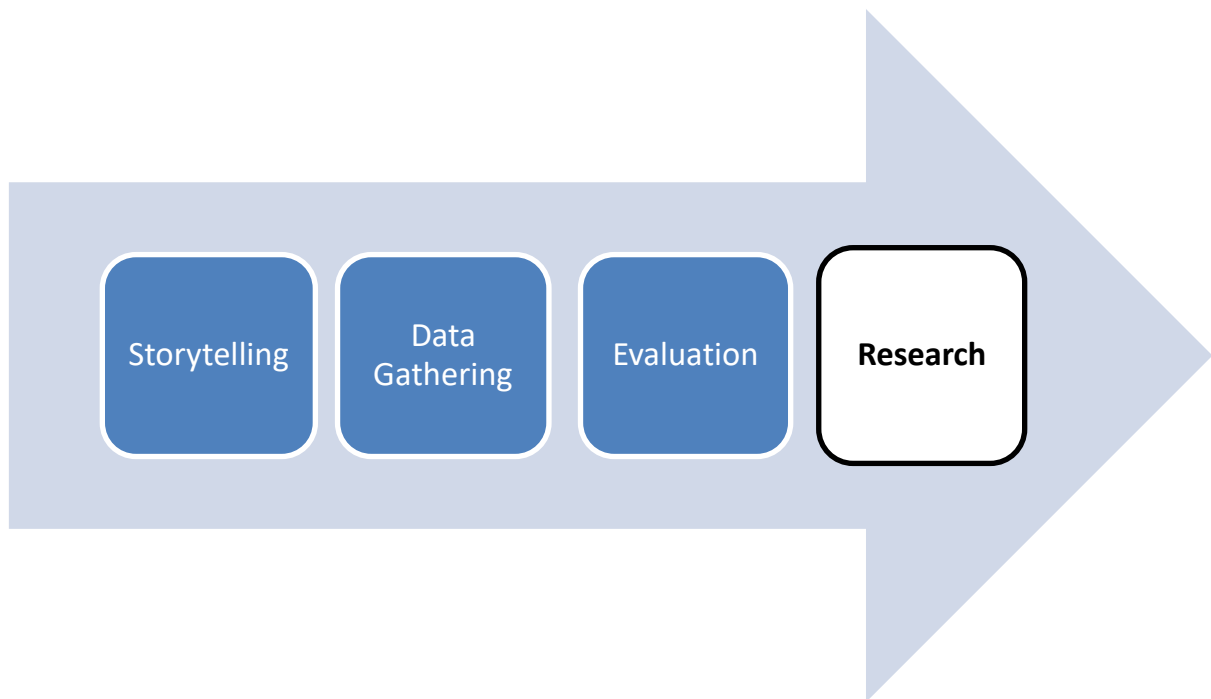 Storytelling
Data
Gathering
Evaluation
Research